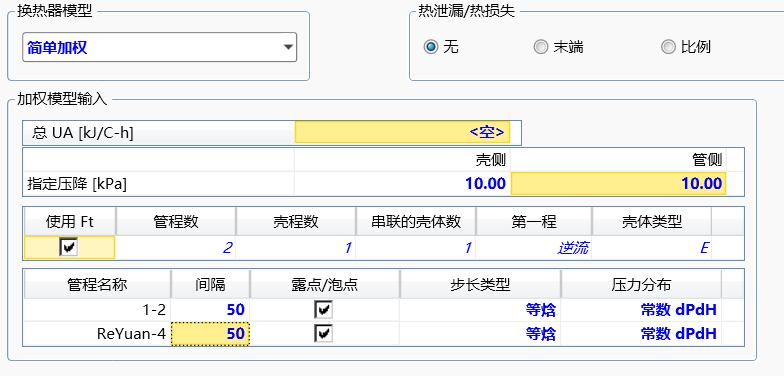 换热器模型
热泄漏/热损失
简单加权
无 末端 比例
加权模型输入
总 UA [kJ/C-h] <空>
壳侧 管侧
指定压降 [kPa] 10.00 10.00
使用 Ft 管程数 壳程数 串联的壳体数 第一程 壳体类型
2 1 1 逆流 E
管程名称 间隔 露点/泡点 步长类型 压力分布
1-2 50 等焓 常数 dPdH
ReYuan-4 50 等焓 常数 dPdH